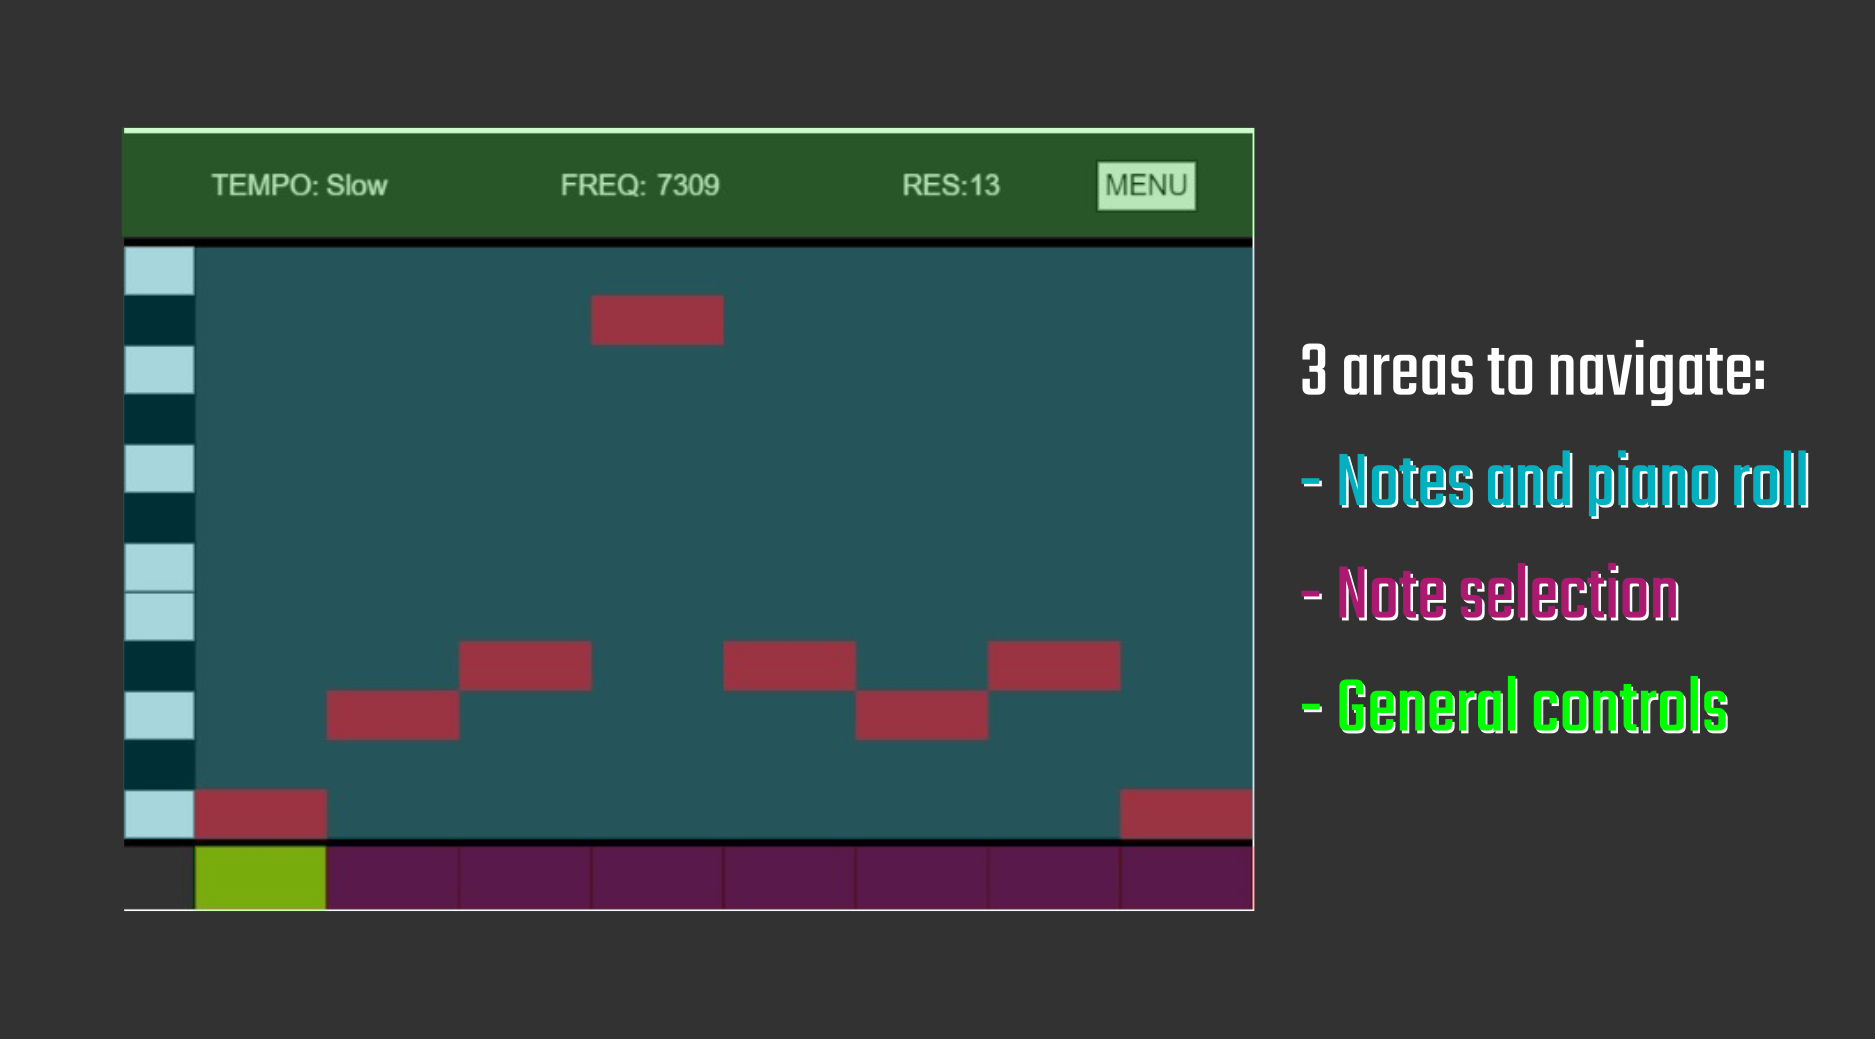 TEMPO: Slow
FREQ: 7309
RES:13
MENU
3 areas to navigate:
- Notes and piano roll
- Note selection
- General controls